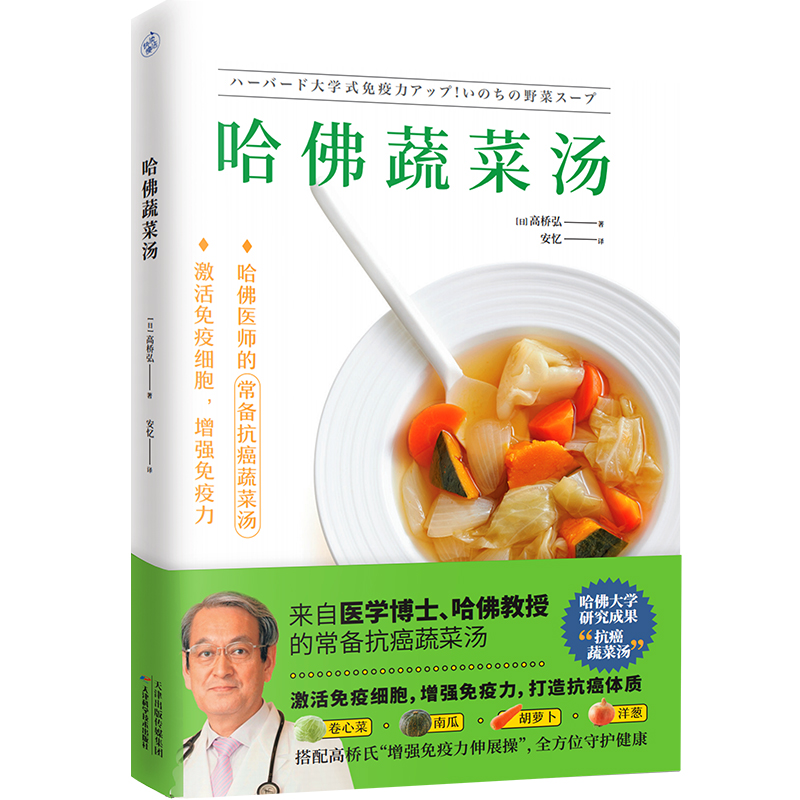 ハーバード大学式免疫力アップ!いのちの野菜スープ
哈佛蔬菜汤
[日]高桥弘——著
安忆——译
哈佛医师的常备抗癌蔬菜汤
激活免疫细胞，增强免疫力
来自医学博士、哈佛教授
的常备抗癌蔬菜汤
哈佛大学
研究成果
“抗癌
蔬菜汤”
激活免疫细胞,增强免疫力,打造抗癌体质
卷心菜・南瓜・胡萝卜・洋葱
搭配高桥氏“增强免疫力伸展操”,全方位守护健康
哈佛蔬菜汤
[日]高桥弘——著
安忆——译
天津出版传媒集团
天津科学技术出版社